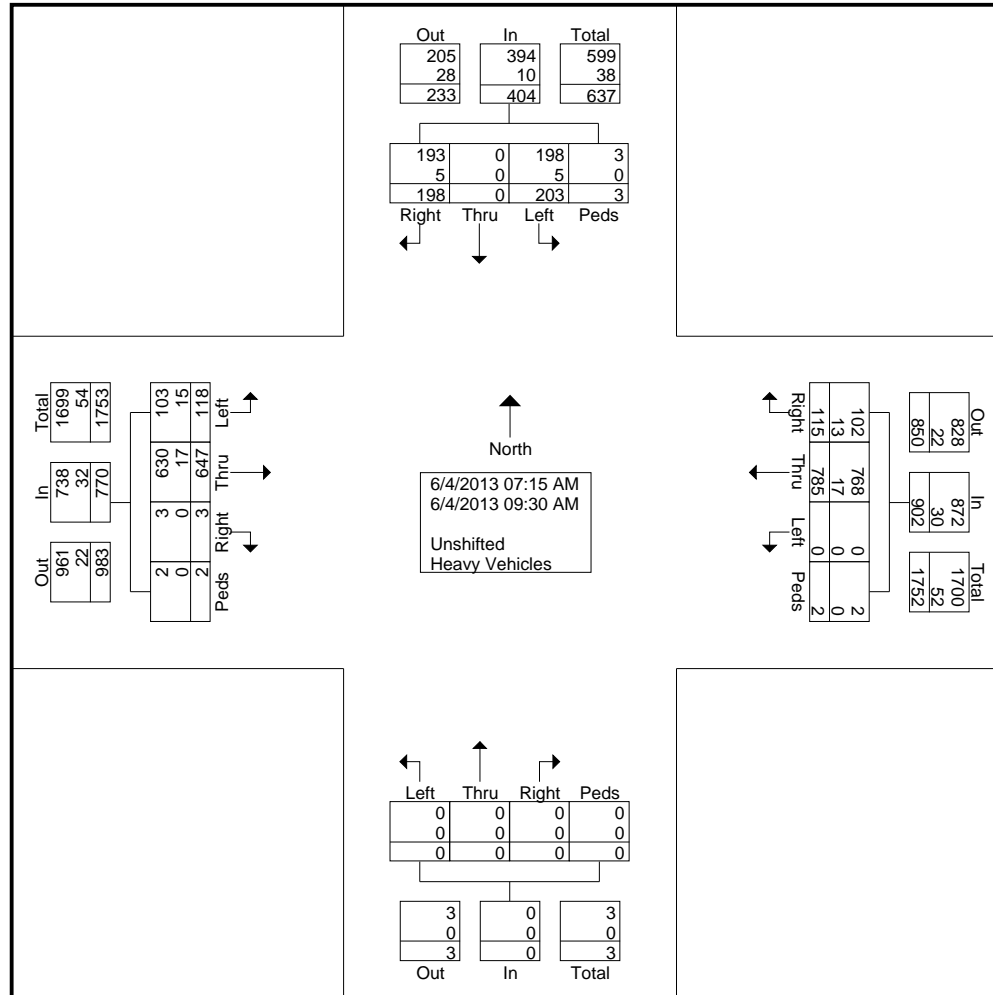 Out In Total
205 394 599
28 10 38
233 404 637
193 0 198 3
5 0 5 0
198 0 203 3
Right Thru Left Peds
Total
1699
54
1753
In
738
32
770
Out
961
22
983
103 630 3 2
15 17 0 0
118 647 3 2
Left Thru Right Peds
North
6/4/2013 07:15 AM
6/4/2013 09:30 AM
Unshifted
Heavy Vehicles
Right Thru Left Peds
115 785 0 2
13 17 0 0
102 768 0 2
Out
828
22
850
In
872
30
902
Total
1700
52
1752
Left Thru Right Peds
0 0 0 0
0 0 0 0
0 0 0 0
3 0 3
0 0 0
3 0 3
Out In Total